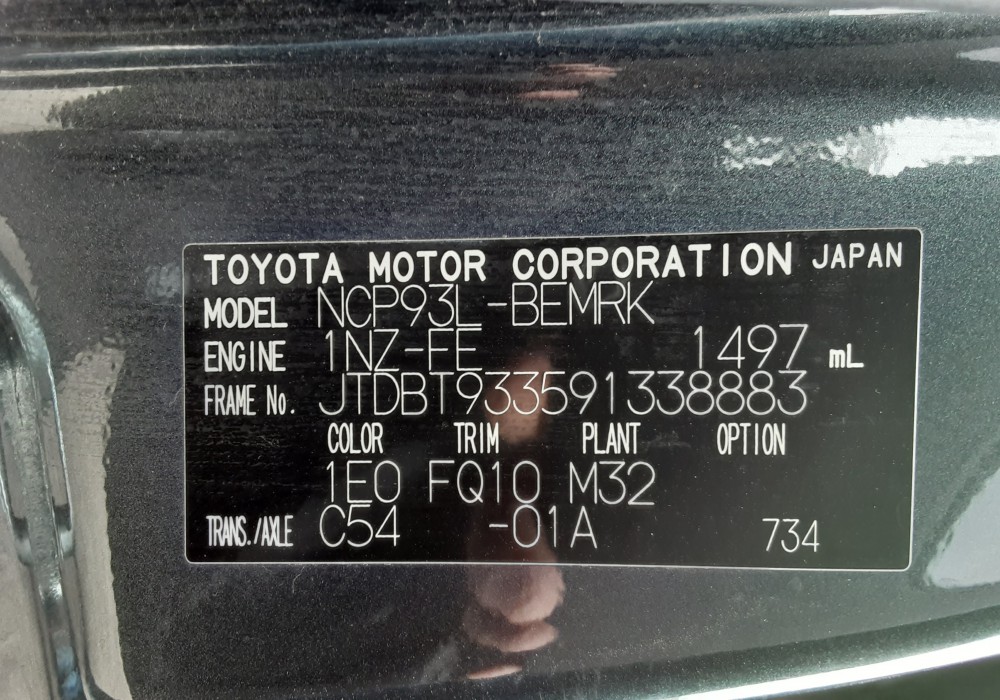 TOYOTA MOTOR CORPORATION JAPAN
MODEL NCP93L-BEMRK
ENGINE 1NZ-FE 1497 mL
FRAME No. JTDBT933591338883
COLOR TRIM PLANT OPTION
1E0 FQ10 M32
TRANS./AXLE C54 -01A 734